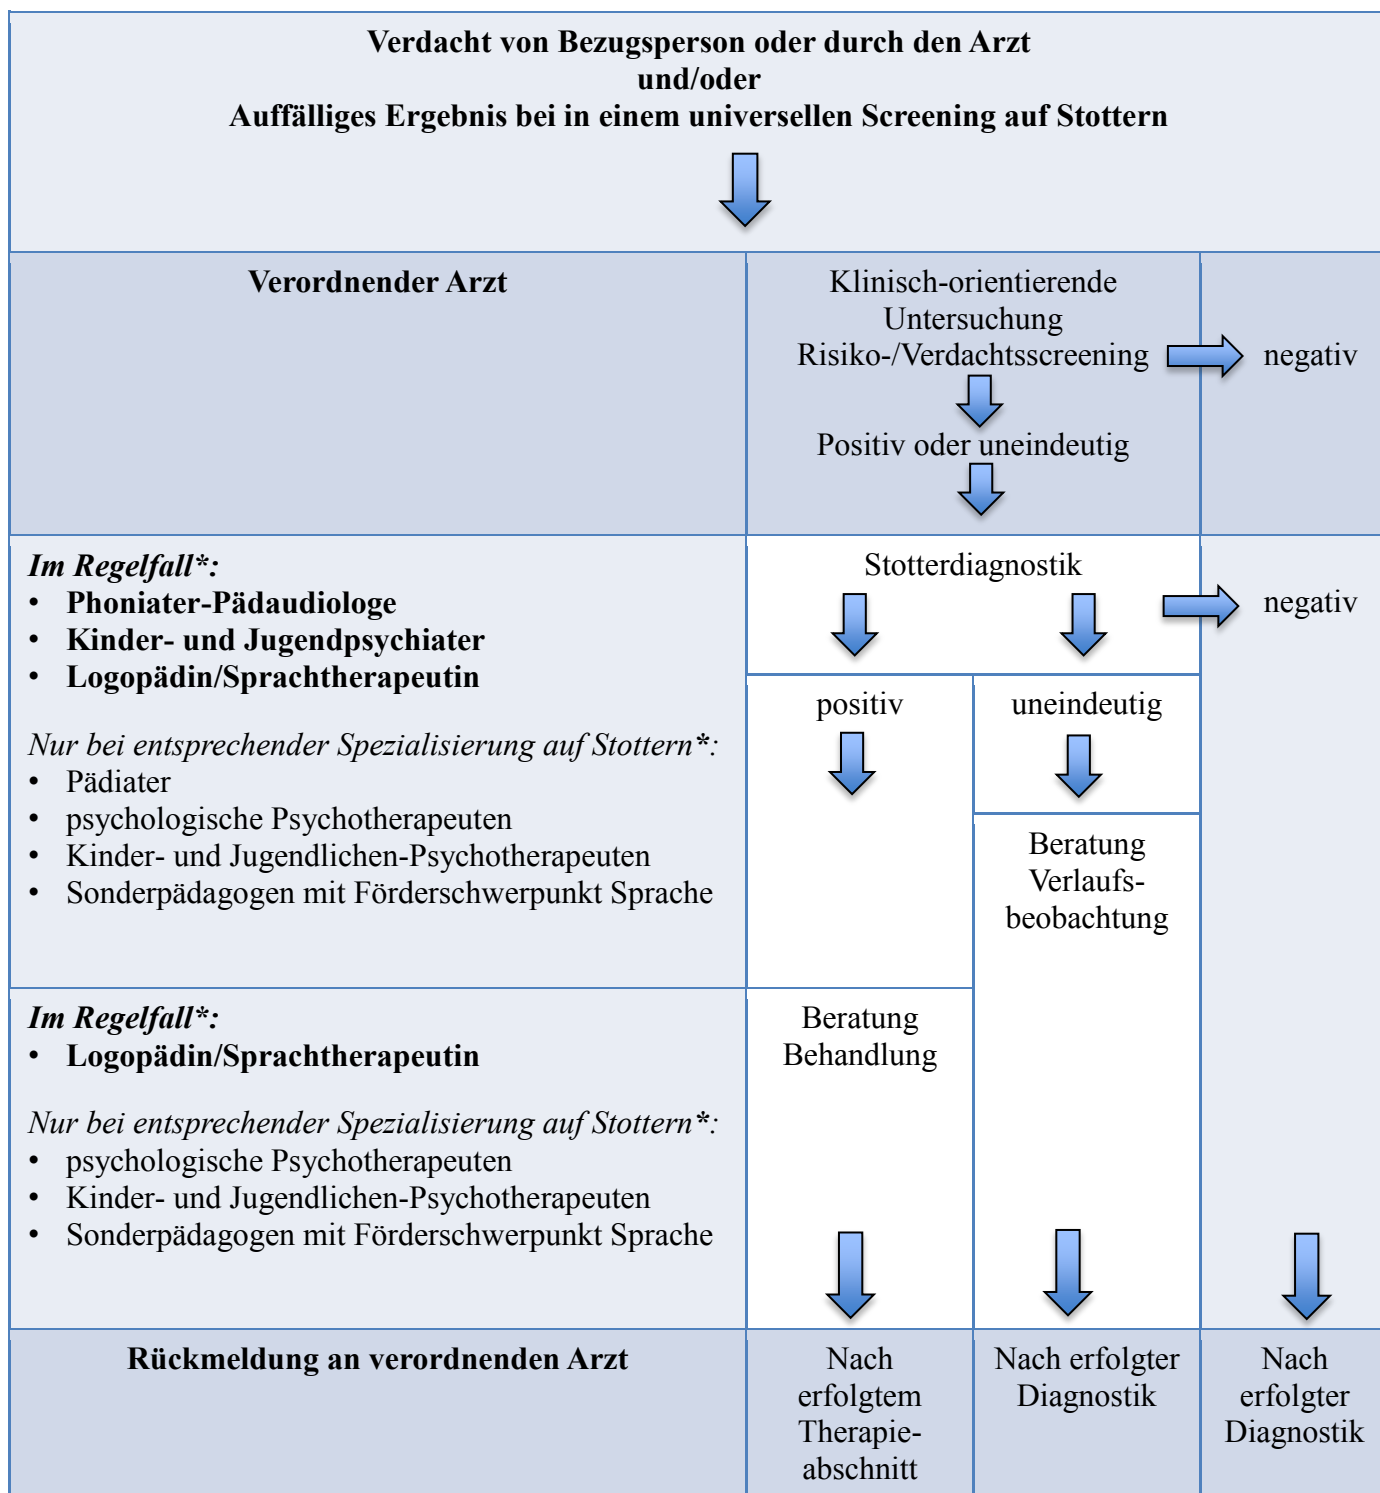 Verdacht von Bezugsperson oder durch den Arzt
und/oder
Auffälliges Ergebnis bei in einem universellen Screening auf Stottern
Verordnender Arzt
Klinisch-orientierende
Untersuchung
Risiko-/Verdachtsscreening
negativ
Positiv oder uneindeutig
Im Regelfall*:
• Phoniater-Pädaudiologe
• Kinder- und Jugendpsychiater
• Logopädin/Sprachtherapeutin
Nur bei entsprechender Spezialisierung auf Stottern*:
• Pädiater
• psychologische Psychotherapeuten
• Kinder- und Jugendlichen-Psychotherapeuten
• Sonderpädagogen mit Förderschwerpunkt Sprache
Stotterdiagnostik
negativ
positiv
uneindeutig
Beratung
Verlaufs-
beobachtung
Im Regelfall*:
• Logopädin/Sprachtherapeutin
Nur bei entsprechender Spezialisierung auf Stottern*:
• psychologische Psychotherapeuten
• Kinder- und Jugendlichen-Psychotherapeuten
• Sonderpädagogen mit Förderschwerpunkt Sprache
Beratung
Behandlung
Rückmeldung an verordnenden Arzt
Nach
erfolgtem
Therapie-
abschnitt
Nach erfolgter
Diagnostik
Nach
erfolgter
Diagnostik